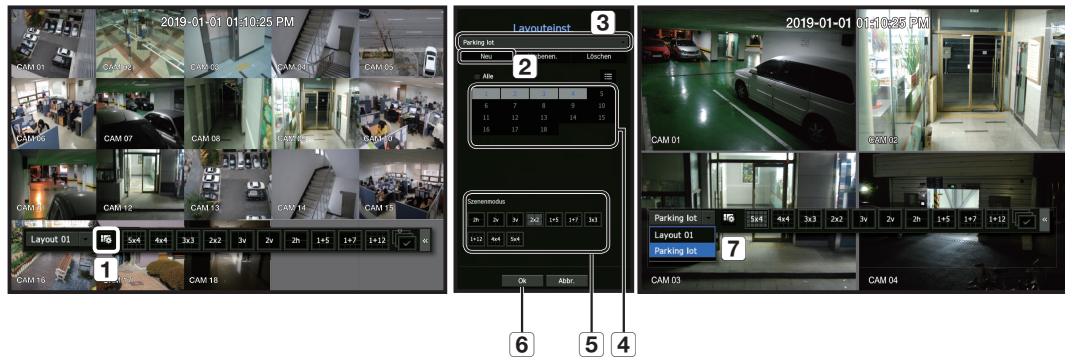 2019-01-01 01:10:25 PM
CAM 01
CAM 02
CAM 03
CAM 04
CAM 05
CAM 06
CAM 07
CAM 08
CAM 12
CAM 13
CAM 14
CAM 15
Layout 01
5x4
4x4
3x3
2x2
3v
2v
2h
1+5
1+7
1+12
«
1
CAM 16
CAM 18
Layouteinst.
3
Parking lot
Neu
2
benen.
Löschen
Alle
1 2 3 4 5
6 7 8 9 10
11 12 13 14 15
16 17 18
Szenenmodus
2h 2v 3v 2x2 1+5 1+7 3x3
1+12 4x4 5x4
Ok
Abbr.
6
5
4
2019-01-01 01:10:25 PM
CAM 01
CAM 02
Parking lot
5x4
4x4
3x3
2x2
3v
2v
2h
1+5
1+7
1+12
«
Layout 01
Parking lot
7
CAM 03
CAM 04